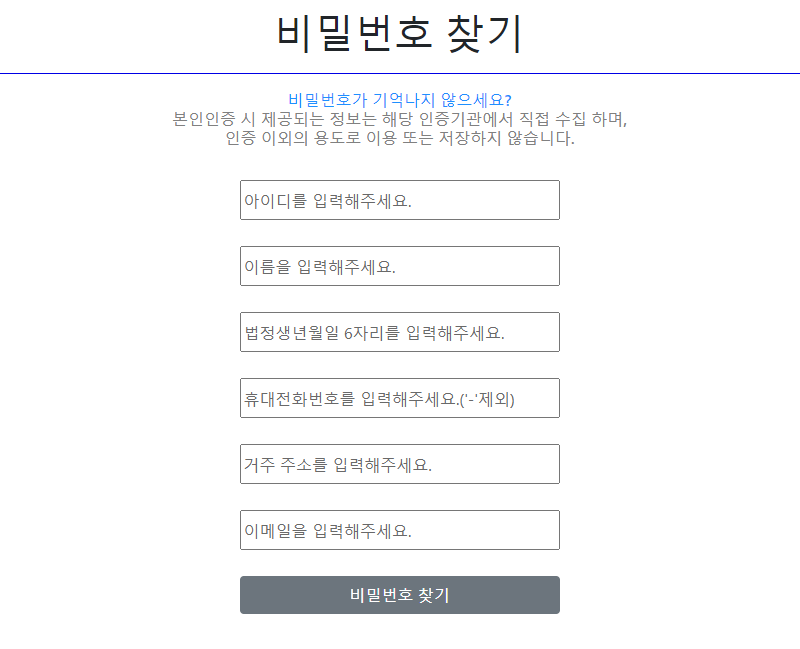 비밀번호 찾기
비밀번호가 기억나지 않으세요?
본인인증 시 제공되는 정보는 해당 인증기관에서 직접 수집 하며,
인증 이외의 용도로 이용 또는 저장하지 않습니다.
아이디를 입력해주세요.
이름을 입력해주세요.
법정생년월일 6자리를 입력해주세요.
휴대전화번호를 입력해주세요.('-'제외)
거주 주소를 입력해주세요.
이메일을 입력해주세요.
비밀번호 찾기